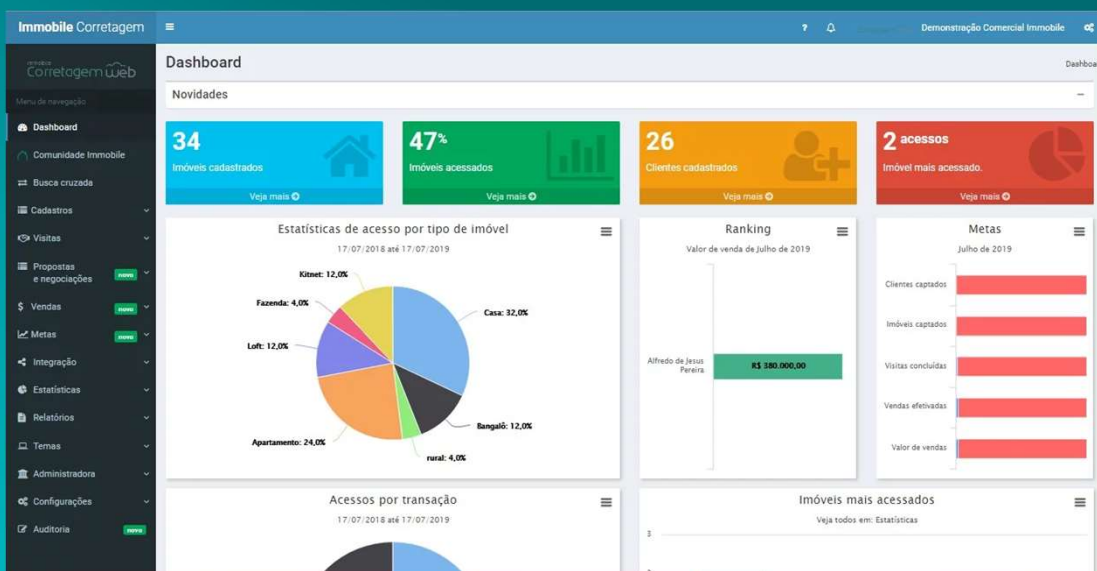 Immobile Corretagem
?
Demonstração Comercial Immobile
immobile
Corretagem Web
Menu de navegação
Dashboard
Comunidade Immobile
Busca cruzada
Cadastros
Visitas
Propostas
e negociações
novo
$ Vendas
novo
Metas
novo
Integração
Estatísticas
Relatórios
Temas
Administradora
Configurações
Auditoria
novo
Dashboard
Dashboa
Novidades
34
Imóveis cadastrados
Veja mais
47%
Imóveis acessados
Veja mais
26
Clientes cadastrados
Veja mais
2 acessos
Imóvel mais acessado.
Veja mais
Estatísticas de acesso por tipo de imóvel
17/07/2018 até 17/07/2019
Kitnet: 12,0%
Fazenda: 4,0%
Casa: 32,0%
Loft: 12,0%
Bangalô: 12,0%
Apartamento: 24,0%
rural: 4,0%
Ranking
Valor de venda de Julho de 2019
Alfredo de Jesus
Pereira
R$ 380.000,00
Metas
Julho de 2019
Clientes captados
Imóveis captados
Visitas concluídas
Vendas efetivadas
Valor de vendas
Acessos por transação
17/07/2018 até 17/07/2019
Imóveis mais acessados
Veja todos em: Estatísticas
3